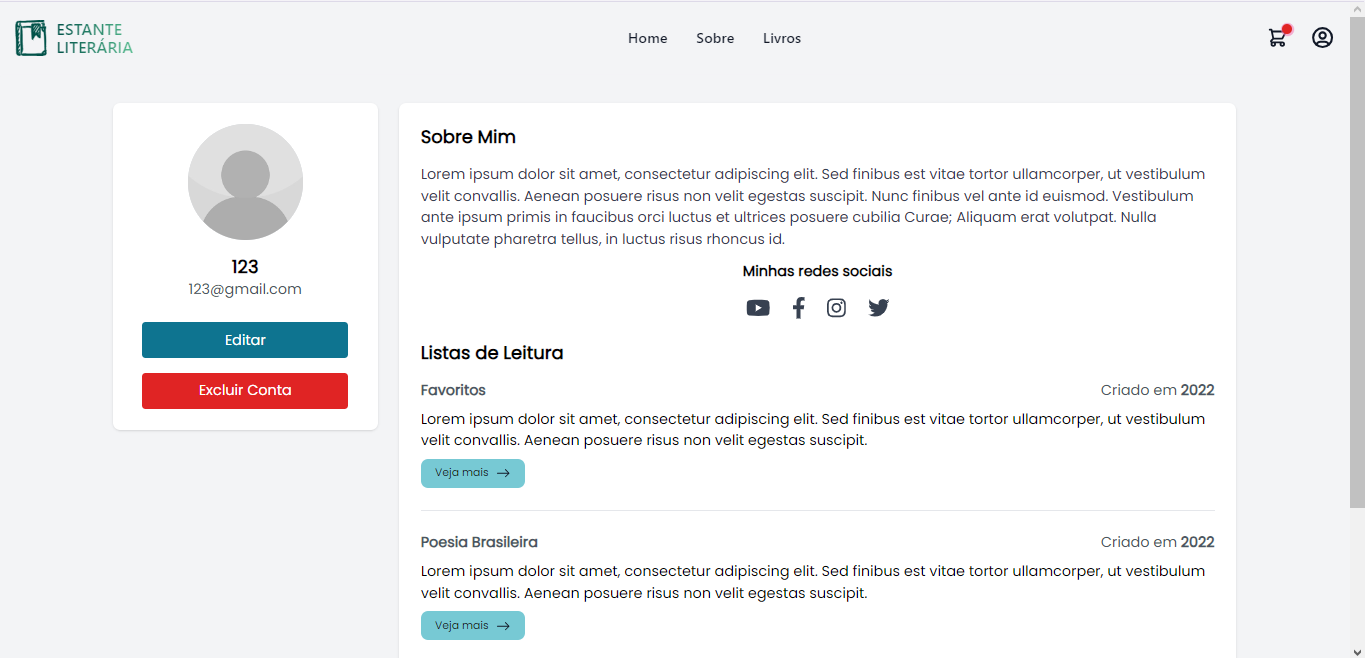 ESTANTE
LITERÁRIA
Home Sobre Livros
123
123@gmail.com
Editar
Excluir Conta
Sobre Mim
Lorem ipsum dolor sit amet, consectetur adipiscing elit. Sed finibus est vitae tortor ullamcorper, ut vestibulum
velit convallis. Aenean posuere risus non velit egestas suscipit. Nunc finibus vel ante id euismod. Vestibulum
ante ipsum primis in faucibus orci luctus et ultrices posuere cubilia Curae; Aliquam erat volutpat. Nulla
vulputate pharetra tellus, in luctus risus rhoncus id.
Minhas redes sociais
Listas de Leitura
Favoritos Criado em 2022
Lorem ipsum dolor sit amet, consectetur adipiscing elit. Sed finibus est vitae tortor ullamcorper, ut vestibulum
velit convallis. Aenean posuere risus non velit egestas suscipit.
Veja mais →
Poesia Brasileira Criado em 2022
Lorem ipsum dolor sit amet, consectetur adipiscing elit. Sed finibus est vitae tortor ullamcorper, ut vestibulum
velit convallis. Aenean posuere risus non velit egestas suscipit.
Veja mais →